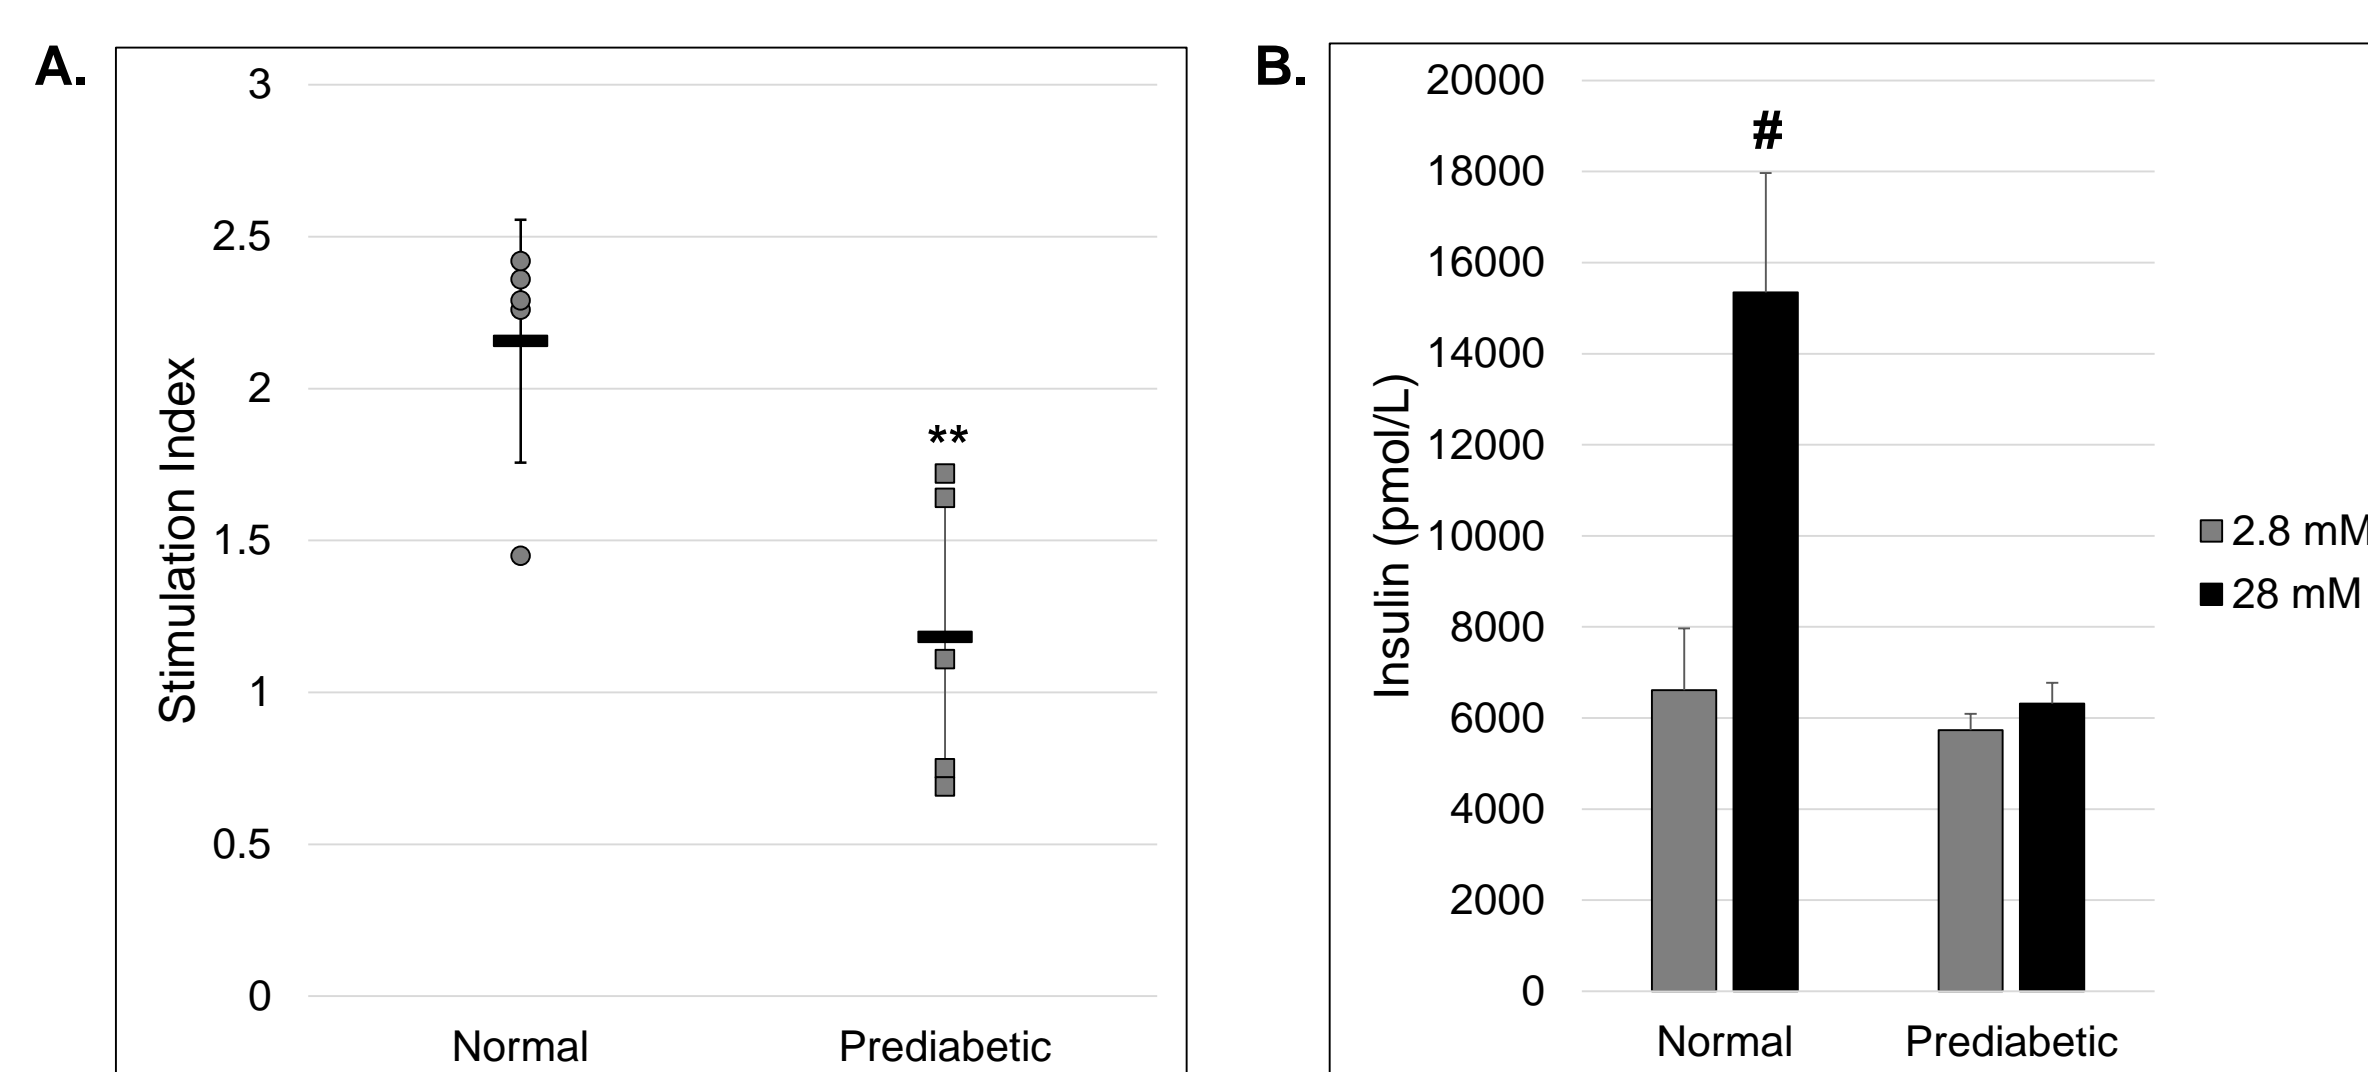 A.
3
2.5
2
1.5
1
0.5
0
Stimulation Index
**
Normal
Prediabetic
B.
20000
18000
16000
14000
12000
10000
8000
6000
4000
2000
0
Insulin (pmol/L)
#
Normal
Prediabetic
2.8 mM
28 mM